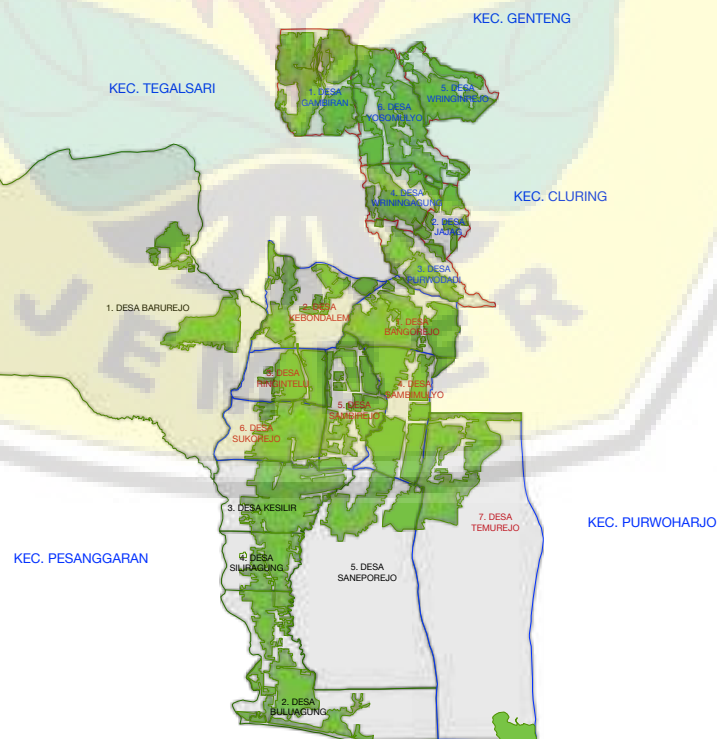 KEC. GENTENG
KEC. TEGALSARI
1. DESA
GAMBIRAN
5. DESA
WRINGINREJO
6. DESA
YOSOMULYO
4. DESA
WRININGAGUNG
KEC. CLURING
2. DESA
JAJAG
3. DESA
PURWODADI
1. DESA BARUREJO
2. DESA
KEBONDALEM
1. DESA
BANGOREJO
3. DESA
RINGINTELU
4. DESA
SAMBIMULYO
5. DESA
SAMBIREJO
6. DESA
SUKOREJO
3. DESA KESILIR
7. DESA
TEMUREJO
KEC. PURWOHARJO
KEC. PESANGGARAN
4. DESA
SILIRAGUNG
5. DESA
SANEPOREJO
2. DESA
BULUAGUNG
JEMBER